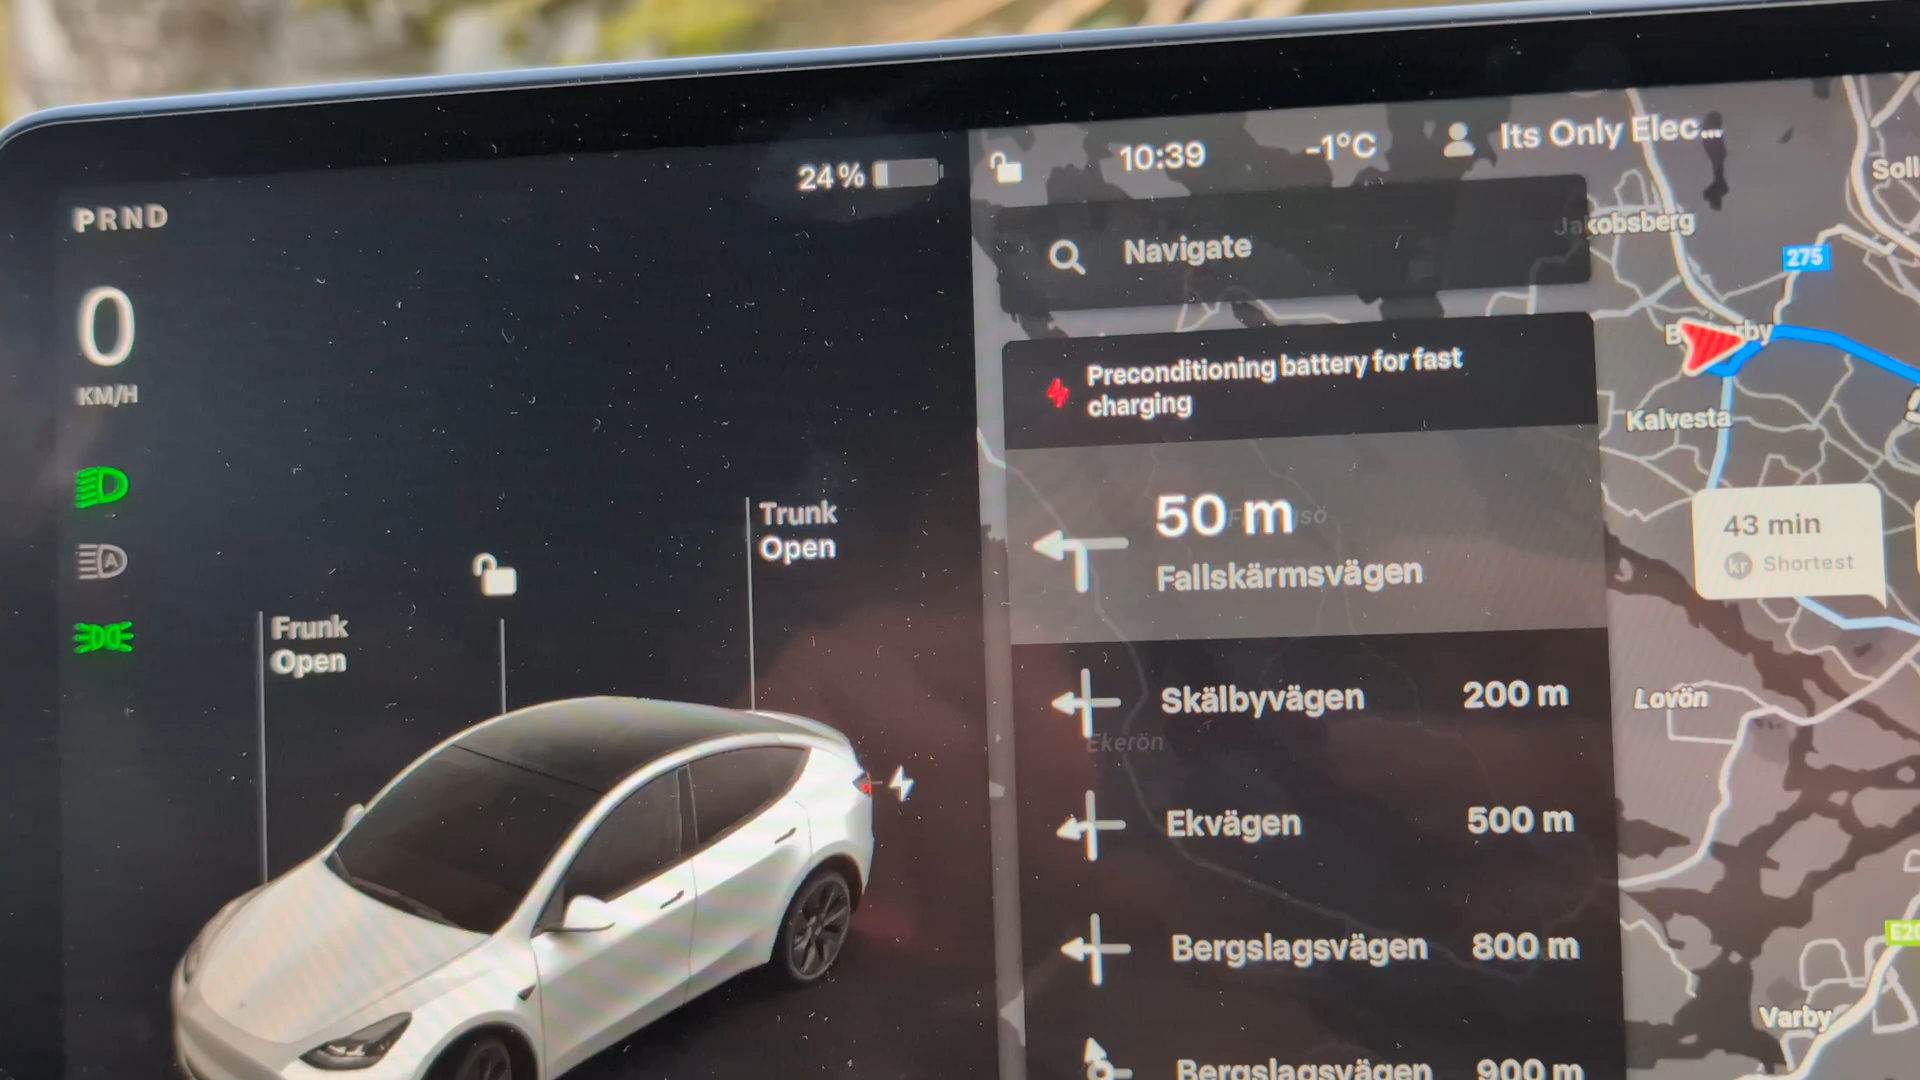 24%
PRND
0
KM/H
A
Trunk
Open
Frunk
Open
10:39
-1°C
Its Only Elec...
Navigate
Preconditioning battery for fast
charging
50 m
Fallskärmsvägen
Skälbyvägen 200 m
Ekerön
Ekvägen 500 m
Bergslagsvägen 800 m
Bergslagsvägen 900 m
Jakobsberg
275
Kalvesta
43 min
kr Shortest
Lovön
Varby